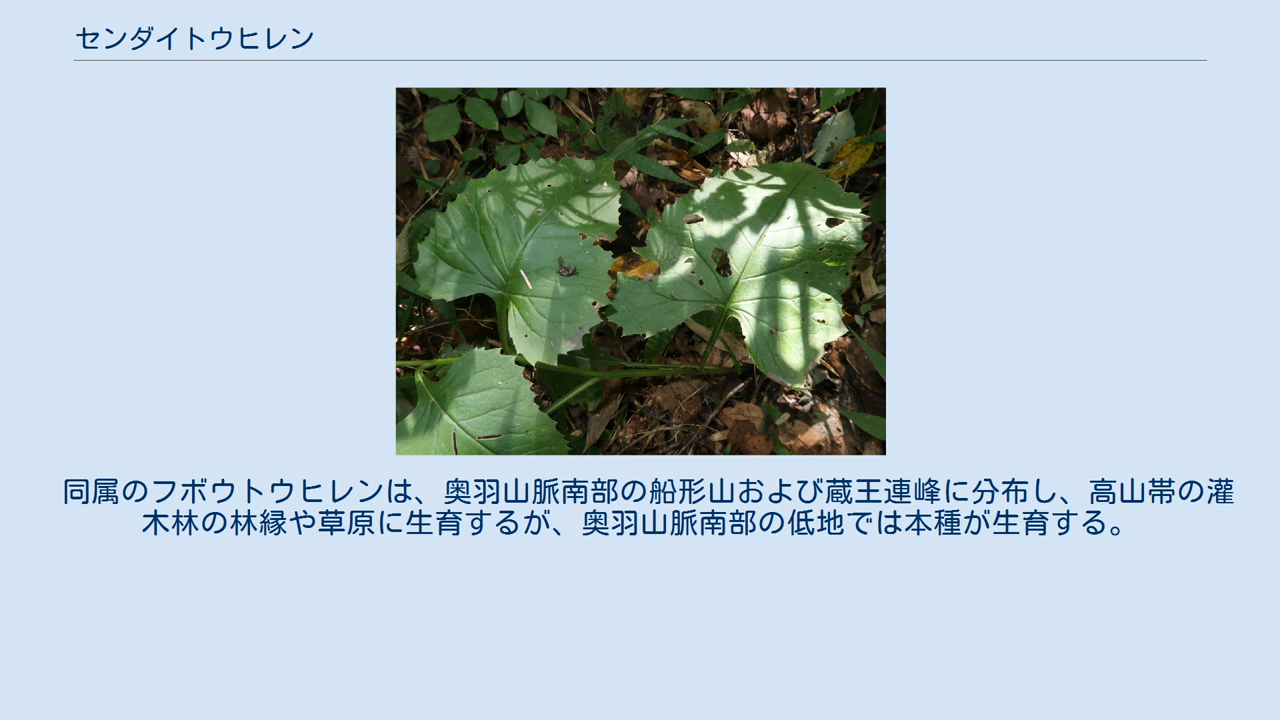 センダイトウヒレン
同属のフボウトウヒレンは、奥羽山脈南部の船形山および蔵王連峰に分布し、高山帯の灌
木林の林縁や草原に生育するが、奥羽山脈南部の低地では本種が生育する。